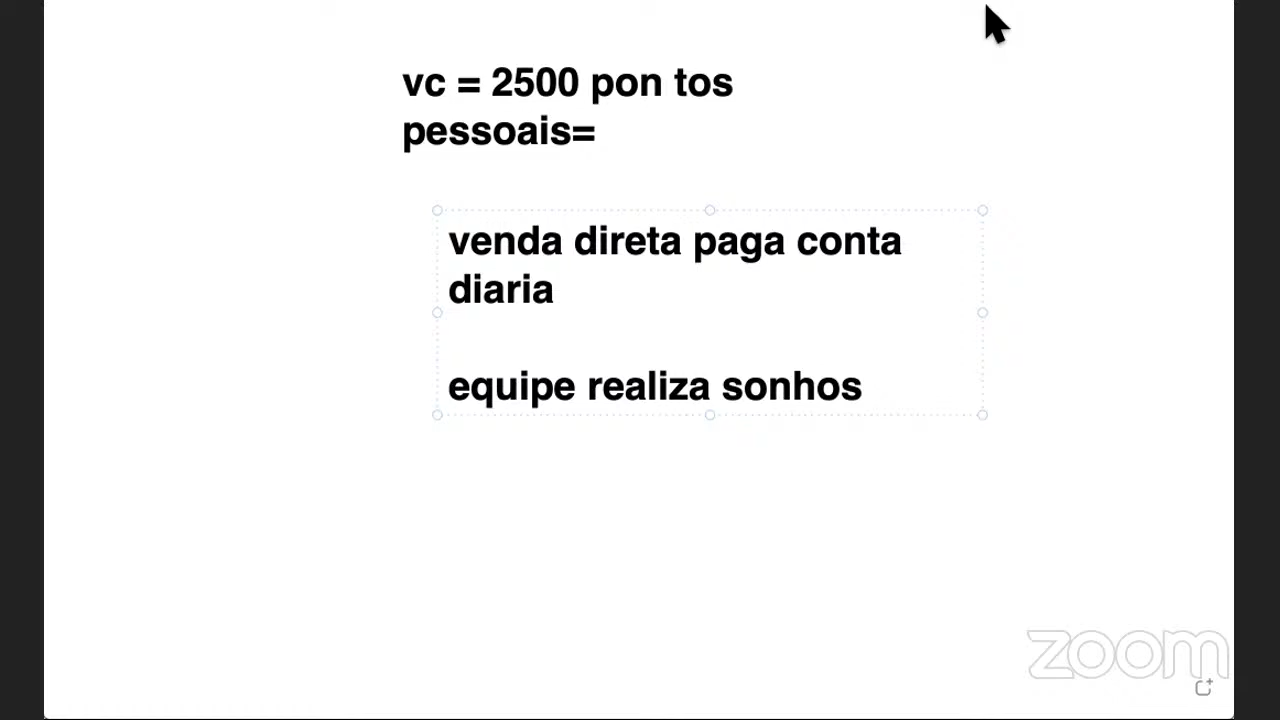 vc = 2500 pon tos
pessoais=
venda direta paga conta
diaria
equipe realiza sonhos
zoom